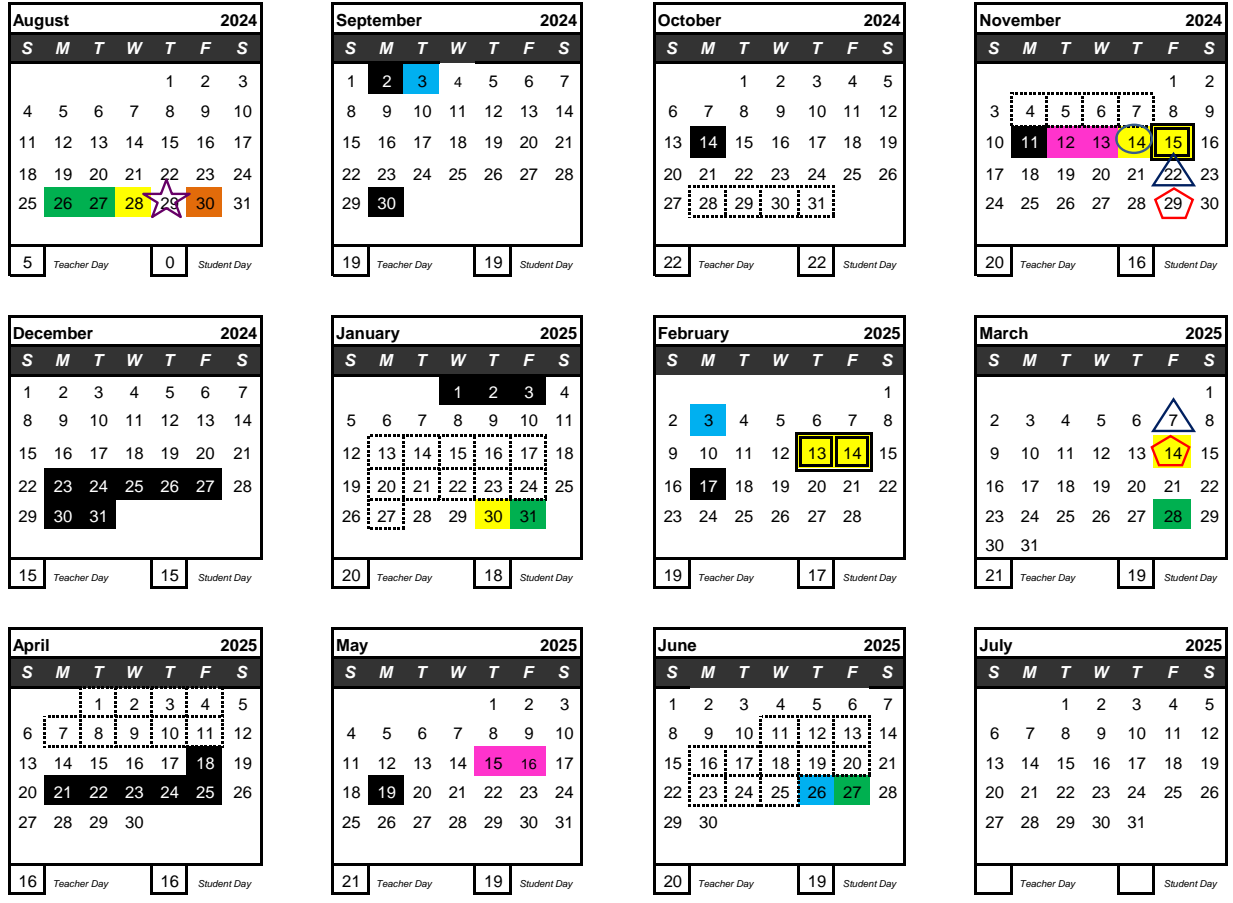 August 2024
S M T W T F S
1 2 3
4 5 6 7 8 9 10
11 12 13 14 15 16 17
18 19 20 21 22 23 24
25 26 27 28 29 30 31
5 Teacher Day 0 Student Day
September 2024
S M T W T F S
1 2 3 4 5 6 7
8 9 10 11 12 13 14
15 16 17 18 19 20 21
22 23 24 25 26 27 28
29 30
19 Teacher Day 19 Student Day
October 2024
S M T W T F S
1 2 3 4 5
6 7 8 9 10 11 12
13 14 15 16 17 18 19
20 21 22 23 24 25 26
27 28 29 30 31
22 Teacher Day 22 Student Day
November 2024
S M T W T F S
1 2
3 4 5 6 7 8 9
10 11 12 13 14 15 16
17 18 19 20 21 22 23
24 25 26 27 28 29 30
20 Teacher Day 16 Student Day
December 2024
S M T W T F S
1 2 3 4 5 6 7
8 9 10 11 12 13 14
15 16 17 18 19 20 21
22 23 24 25 26 27 28
29 30 31
15 Teacher Day 15 Student Day
January 2025
S M T W T F S
1 2 3 4
5 6 7 8 9 10 11
12 13 14 15 16 17 18
19 20 21 22 23 24 25
26 27 28 29 30 31
20 Teacher Day 18 Student Day
February 2025
S M T W T F S
1
2 3 4 5 6 7 8
9 10 11 12 13 14 15
16 17 18 19 20 21 22
23 24 25 26 27 28
19 Teacher Day 17 Student Day
March 2025
S M T W T F S
1
2 3 4 5 6 7 8
9 10 11 12 13 14 15
16 17 18 19 20 21 22
23 24 25 26 27 28 29
30 31
21 Teacher Day 19 Student Day
April 2025
S M T W T F S
1 2 3 4 5
6 7 8 9 10 11 12
13 14 15 16 17 18 19
20 21 22 23 24 25 26
27 28 29 30
16 Teacher Day 16 Student Day
May 2025
S M T W T F S
1 2 3
4 5 6 7 8 9 10
11 12 13 14 15 16 17
18 19 20 21 22 23 24
25 26 27 28 29 30 31
21 Teacher Day 19 Student Day
June 2025
S M T W T F S
1 2 3 4 5 6 7
8 9 10 11 12 13 14
15 16 17 18 19 20 21
22 23 24 25 26 27 28
29 30
20 Teacher Day 19 Student Day
July 2025
S M T W T F S
1 2 3 4 5
6 7 8 9 10 11 12
13 14 15 16 17 18 19
20 21 22 23 24 25 26
27 28 29 30 31
Teacher Day Student Day